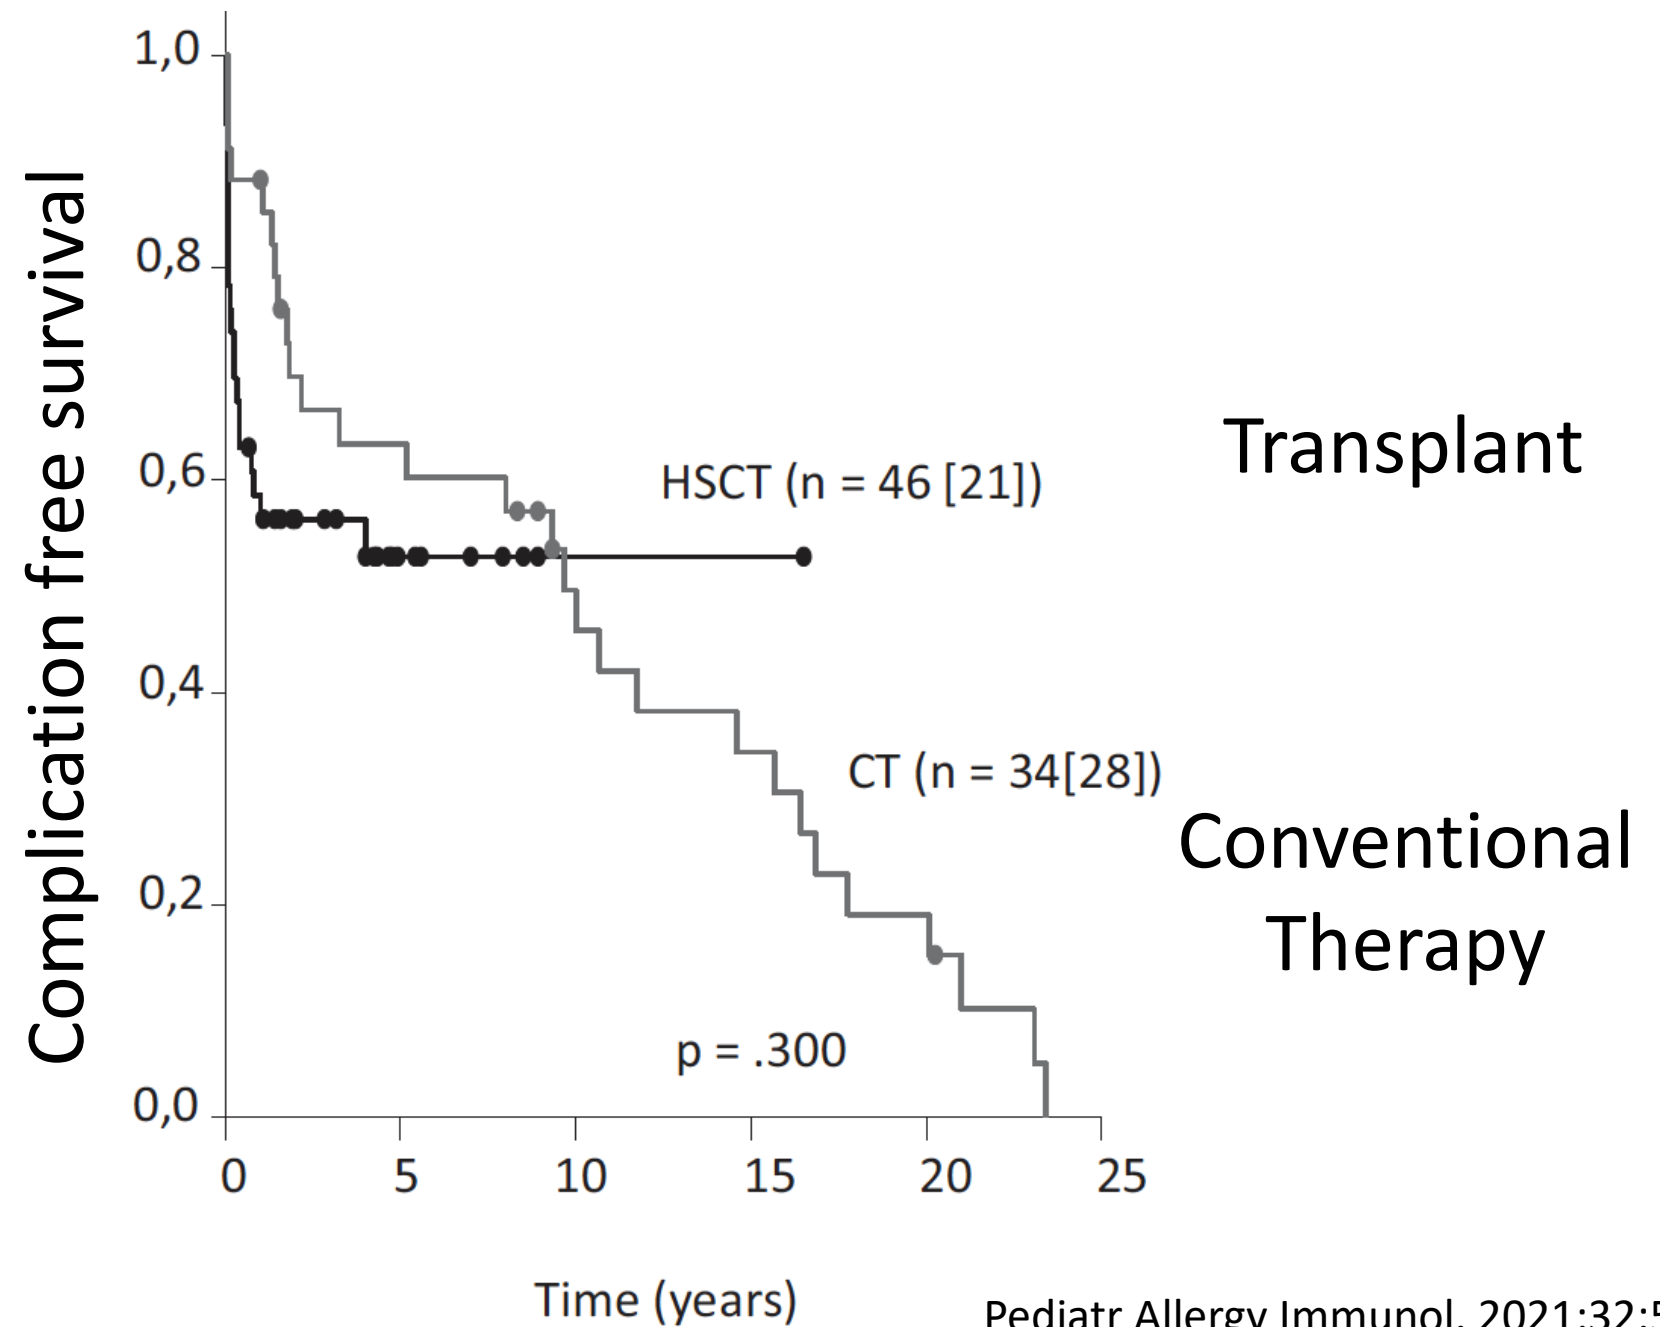 Complication free survival
1,0
0,8
0,6
0,4
0,2
0,0
HSCT (n = 46 [21])
Transplant
CT (n = 34[28])
Conventional
Therapy
p = .300
0 5 10 15 20 25
Time (years)
Pediatr Allergy Immunol. 2021;32:5